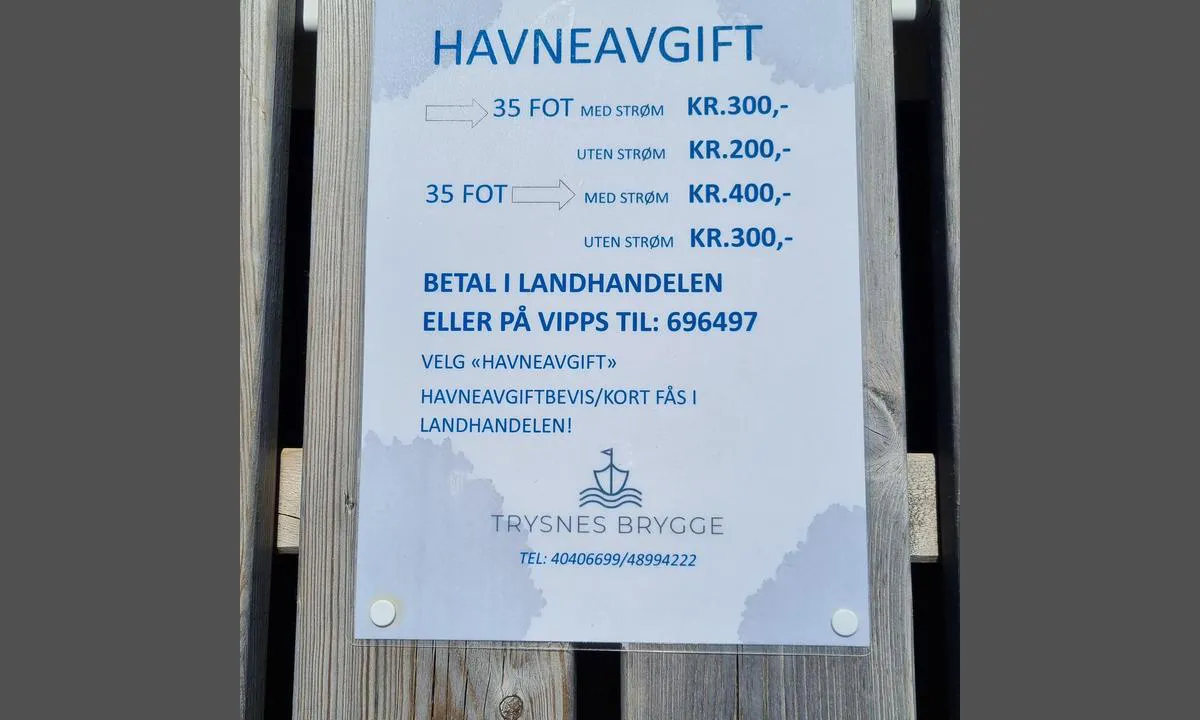 HAVNEAVGIFT
35 FOT MED STRØM KR.300,-
UTEN STRØM KR.200,-
35 FOT MED STRØM KR.400,-
UTEN STRØM KR.300,-
BETAL I LANDHANDELEN
ELLER PÅ VIPPS TIL: 696497
VELG «HAVNEAVGIFT»
HAVNEAVGIFTBEVIS/KORT FÅS I
LANDHANDELEN!
TRYSNES BRYGGE
TEL: 40406699/48994222